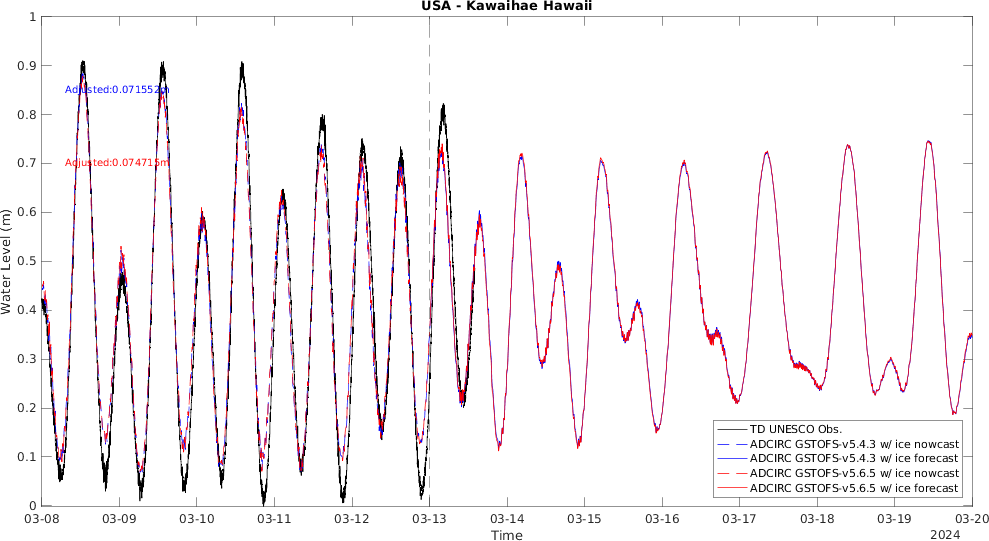 USA - Kawaihae Hawaii
1
0.9
0.8
0.7
0.6
0.5
0.4
0.3
0.2
0.1
0
Water Level (m)
Adjusted:0.071552m
Adjusted:0.074715m
TD UNESCO Obs.
ADCIRC GSTOFS-v5.4.3 w/ ice nowcast
ADCIRC GSTOFS-v5.4.3 w/ ice forecast
ADCIRC GSTOFS-v5.6.5 w/ ice nowcast
ADCIRC GSTOFS-v5.6.5 w/ ice forecast
03-08 03-09 03-10 03-11 03-12 03-13 03-14 03-15 03-16 03-17 03-18 03-19 03-20
Time
2024